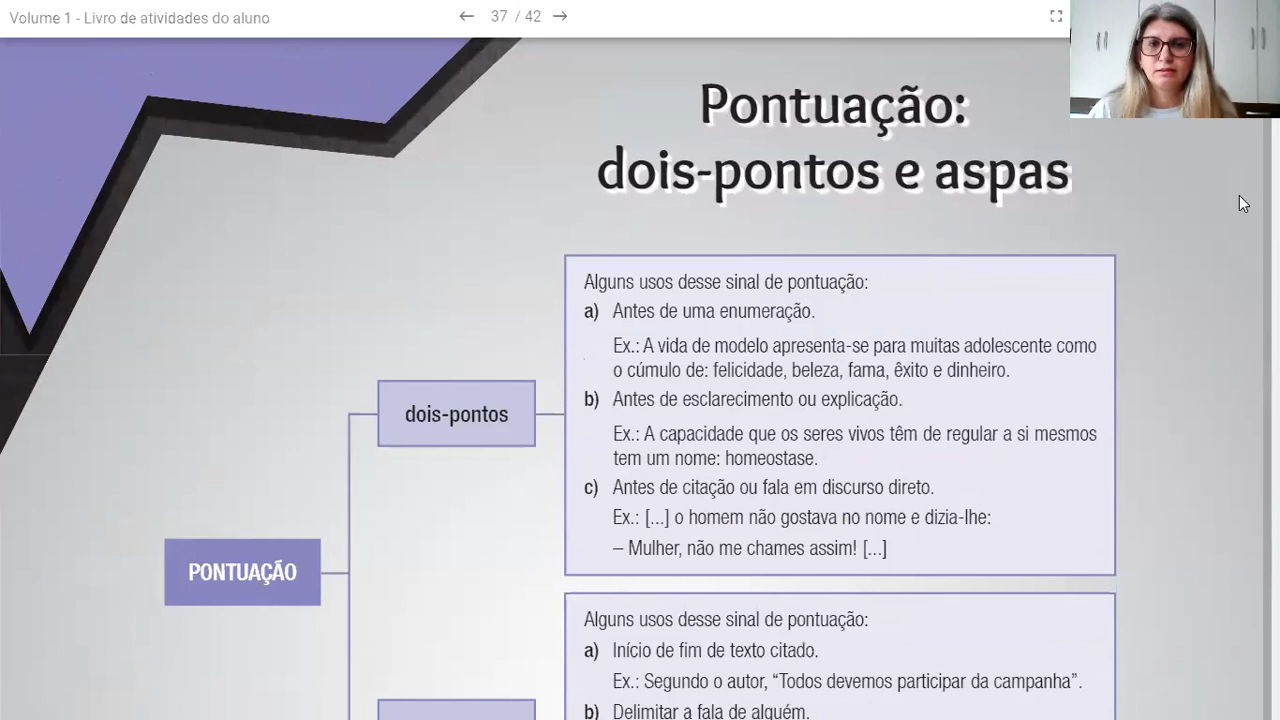 Volume 1 - Livro de atividades do aluno
37 / 42
Pontuação:
dois-pontos e aspas
Alguns usos desse sinal de pontuação:
a) Antes de uma enumeração.
Ex.: A vida de modelo apresenta-se para muitas adolescente como
o cúmulo de: felicidade, beleza, fama, êxito e dinheiro.
b) Antes de esclarecimento ou explicação.
Ex.: A capacidade que os seres vivos têm de regular a si mesmos
tem um nome: homeostase.
c) Antes de citação ou fala em discurso direto.
Ex.: [...] o homem não gostava no nome e dizia-lhe:
– Mulher, não me chames assim! [...]
dois-pontos
PONTUAÇÃO
Alguns usos desse sinal de pontuação:
a) Início de fim de texto citado.
Ex.: Segundo o autor, “Todos devemos participar da campanha”.
b) Delimitar a fala de alguém.